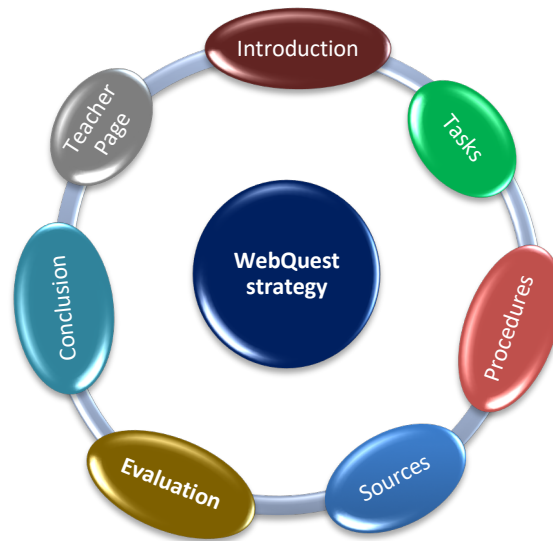 WebQuest
strategy
Introduction
Tasks
Procedures
Sources
Evaluation
Conclusion
Teacher
Page